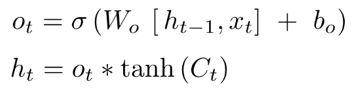 o_t = σ (W_o [h_{t−1}, x_t] + b_o)
h_t = o_t ∗ tanh (C_t)